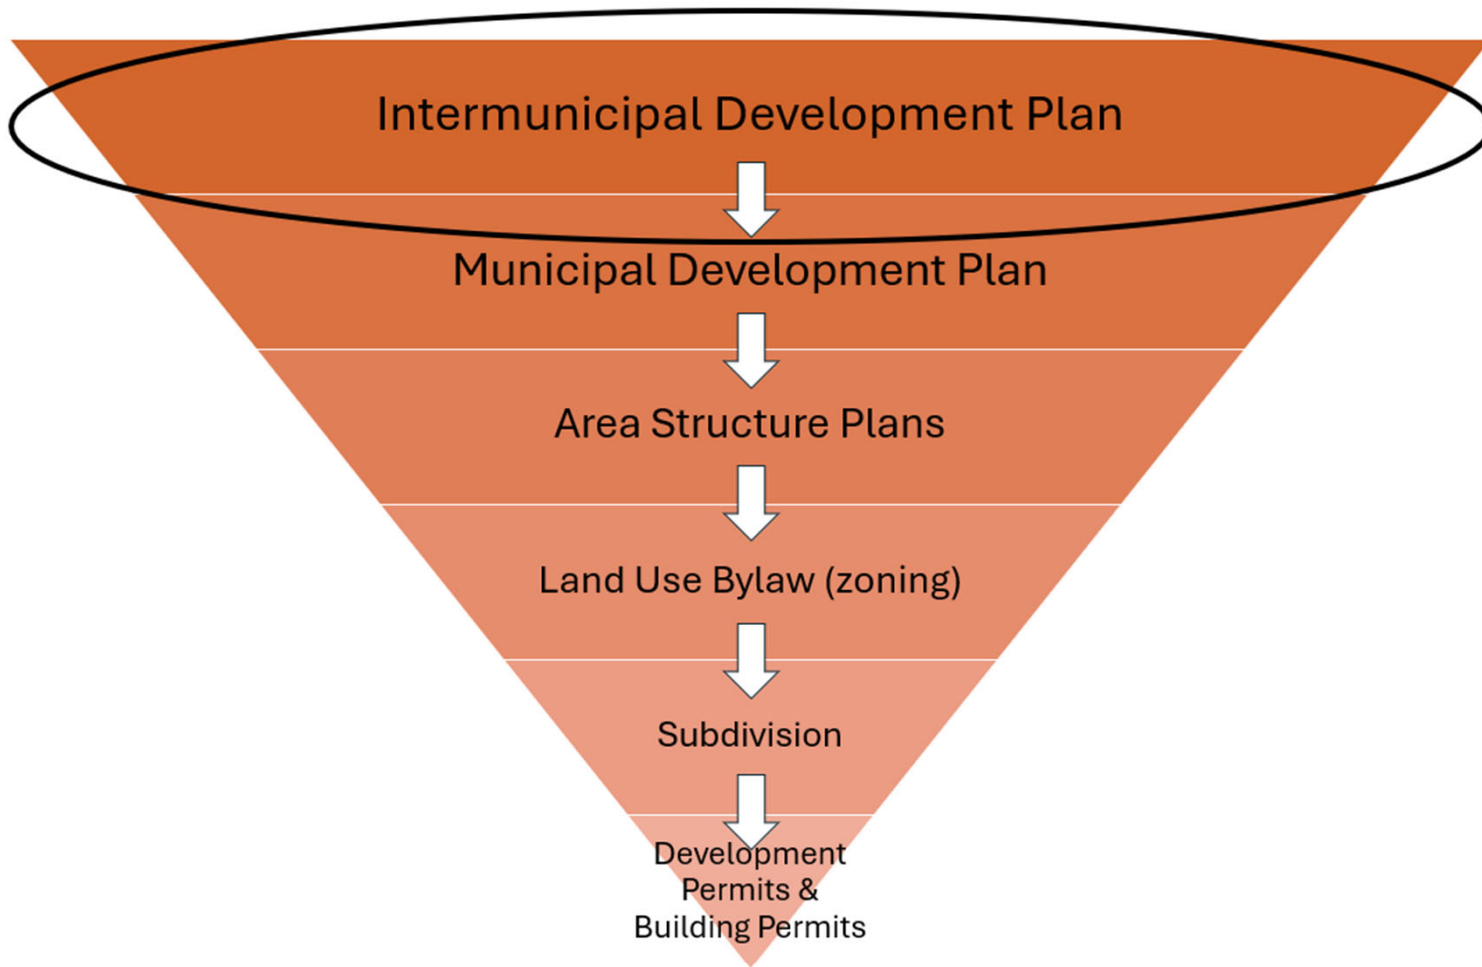 Intermunicipal Development Plan
Municipal Development Plan
Area Structure Plans
Land Use Bylaw (zoning)
Subdivision
Development
Permits &
Building Permits